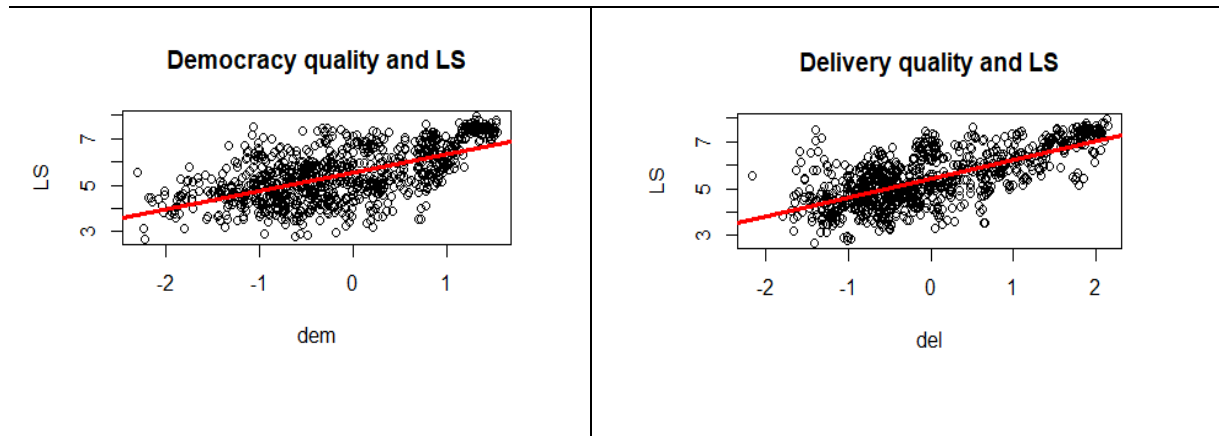 Democracy quality and LS
LS
7
5
3
-2 -1 0 1
dem
Delivery quality and LS
LS
7
5
3
-2 -1 0 1 2
del